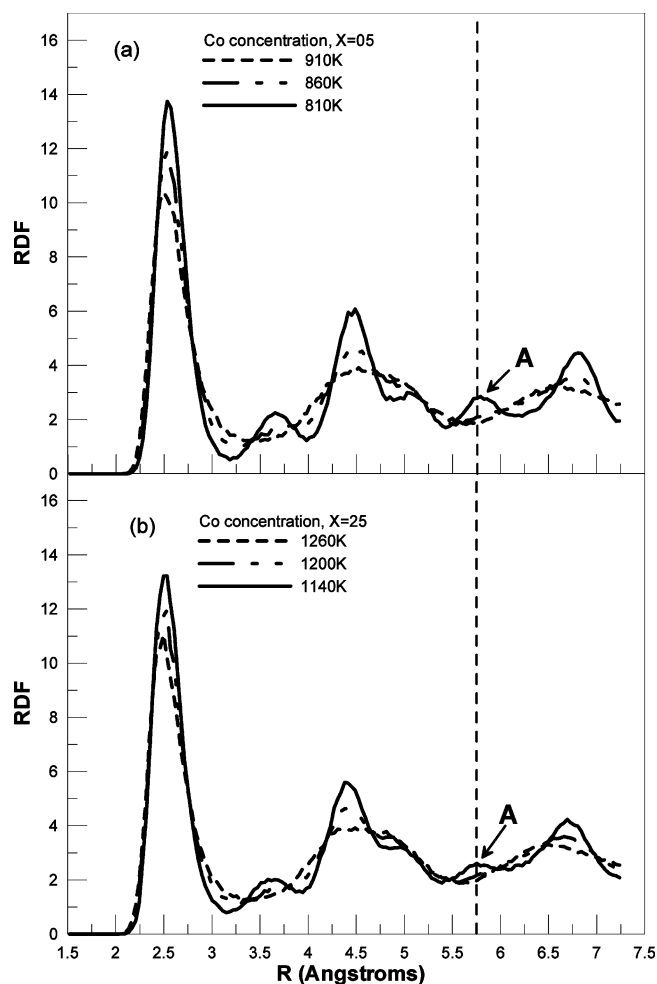 16
(a)
Co concentration, X=05
910K
860K
810K
14
12
10
RDF
8
6
4
A
2
0
(b)
Co concentration, X=25
16
1260K
1200K
1140K
14
12
10
RDF
8
6
4
A
2
0
1.5 2 2.5 3 3.5 4 4.5 5 5.5 6 6.5 7 7.5
R (Angstroms)